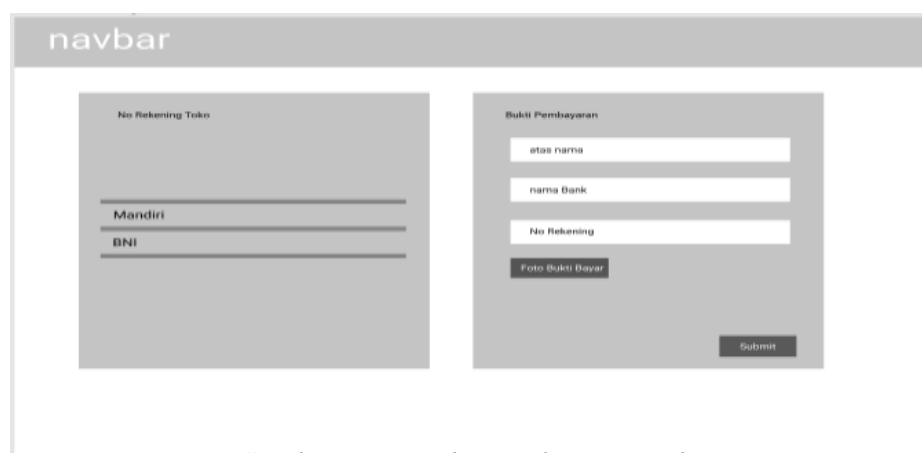 navbar
No Rekening Toko
Mandiri
BNI
Bukti Pembayaran
atas nama
nama Bank
No Rekening
Foto Bukti Bayar
Submit